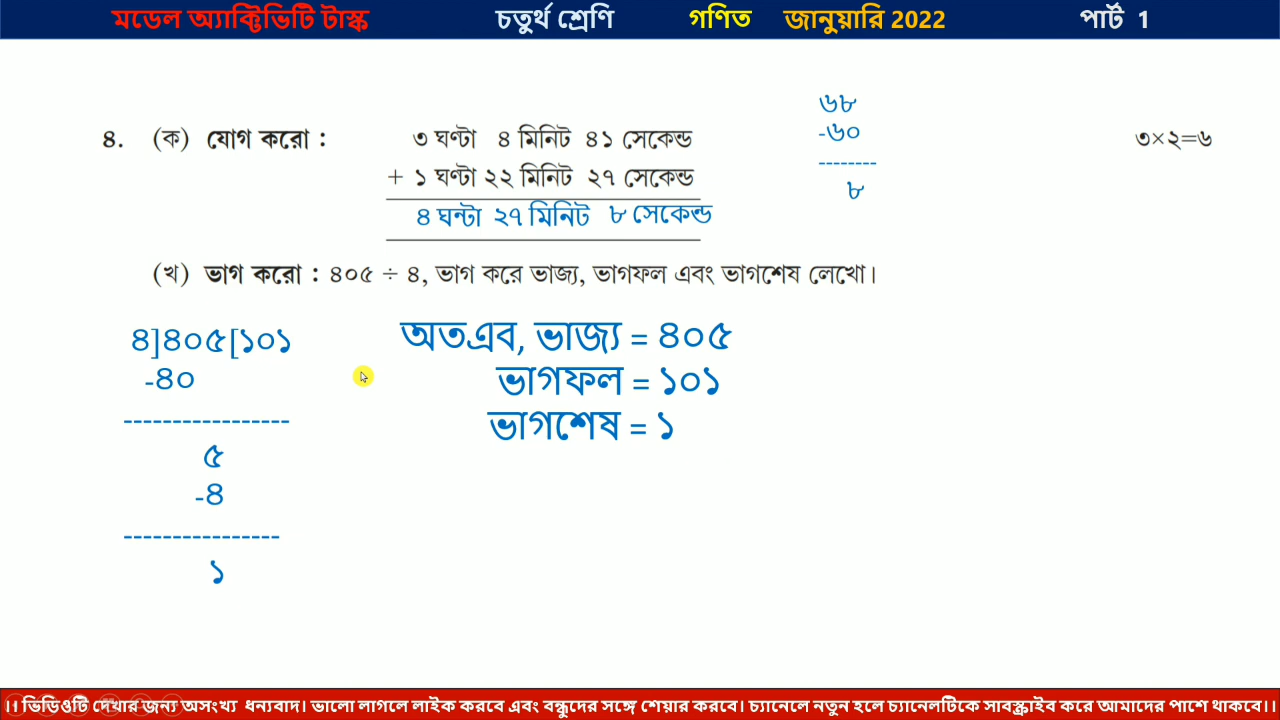 মডেল অ্যাক্টিভিটি টাস্ক চতুর্থ শ্রেণি গণিত জানুয়ারি 2022 পার্ট 1
৪. (ক) যোগ করো : ৩ ঘণ্টা ৪ মিনিট ৪১ সেকেন্ড
+ ১ ঘণ্টা ২২ মিনিট ২৭ সেকেন্ড
৪ ঘন্টা ২৭ মিনিট ৮ সেকেন্ড
৬৮
-৬০
--------
৮
৩×২=৬
(খ) ভাগ করো : ৪০৫ ÷ ৪, ভাগ করে ভাজ্য, ভাগফল এবং ভাগশেষ লেখো।
৪]৪০৫[১০১
-৪০
-----------------
৫
-৪
----------------
১
অতএব, ভাজ্য = ৪০৫
ভাগফল = ১০১
ভাগশেষ = ১
।। ভিডিওটি দেখার জন্য অসংখ্য ধন্যবাদ। ভালো লাগলে লাইক করবে এবং বন্ধুদের সঙ্গে শেয়ার করবে। চ্যানেলে নতুন হলে চ্যানেলটিকে সাবস্ক্রাইব করে আমাদের পাশে থাকবে।।